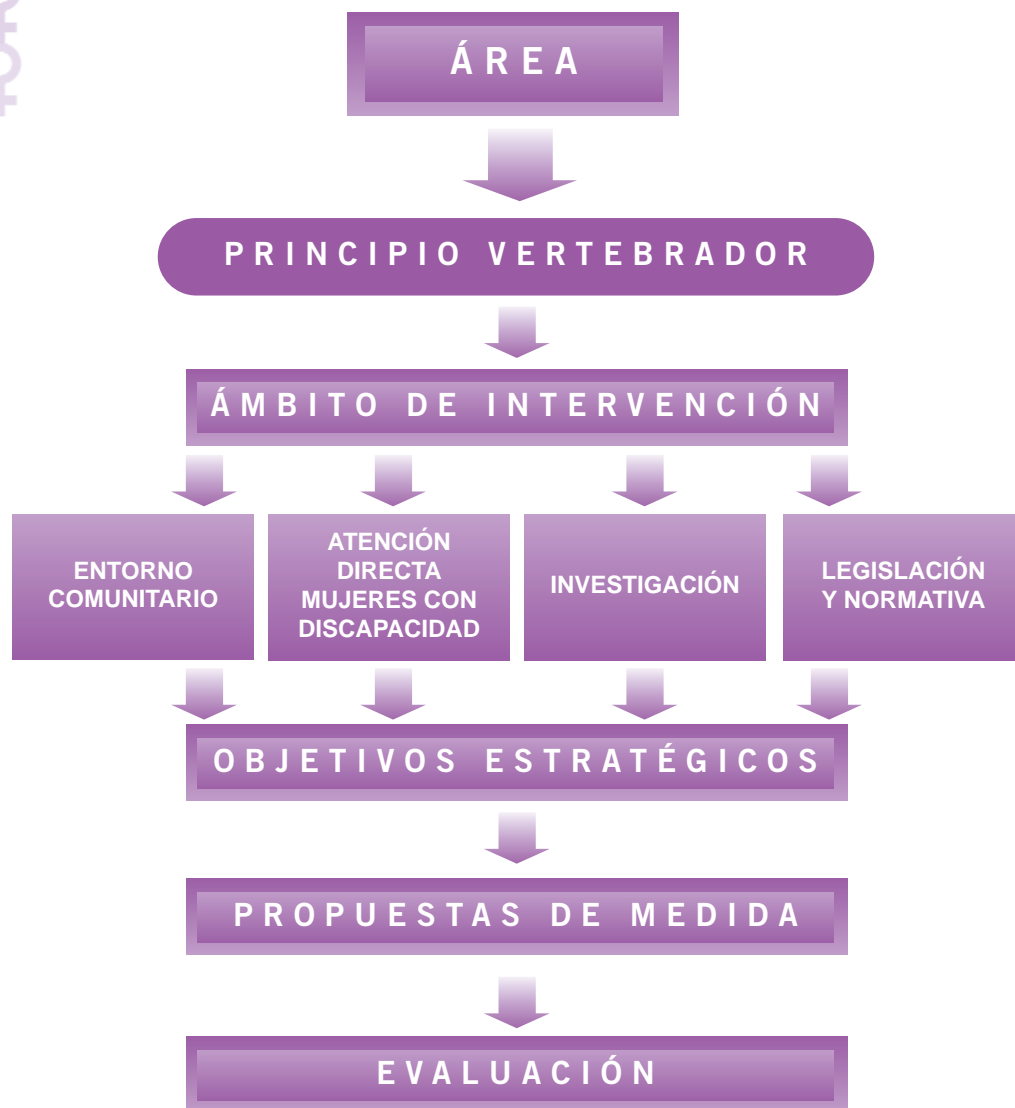 ÁREA
PRINCIPIO VERTEBRADOR
ÁMBITO DE INTERVENCIÓN
ENTORNO
COMUNITARIO
ATENCIÓN
DIRECTA
MUJERES CON
DISCAPACIDAD
INVESTIGACIÓN
LEGISLACIÓN
Y NORMATIVA
OBJETIVOS ESTRATÉGICOS
PROPUESTAS DE MEDIDA
EVALUACIÓN